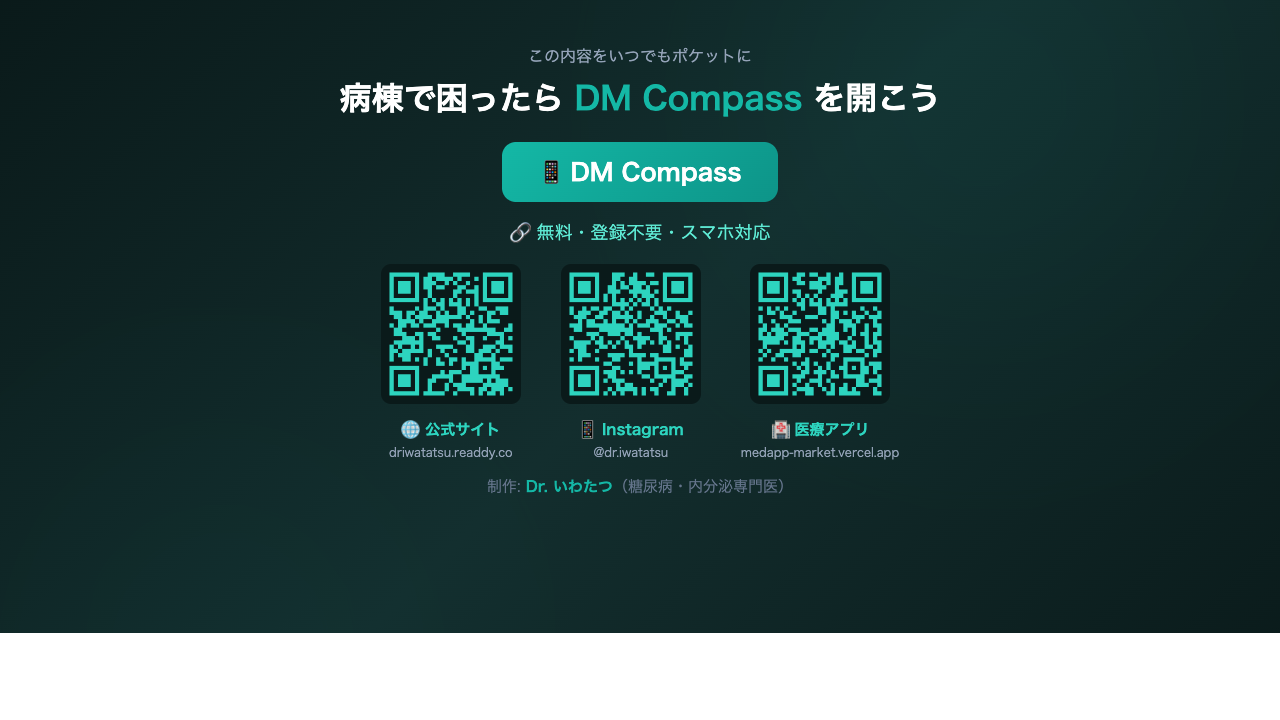 この内容をいつでもポケットに
病棟で困ったら DM Compass を開こう
📱 DM Compass
🔗 無料・登録不要・スマホ対応
🌐 公式サイト
driwatatsu.readdy.co
📱 Instagram
@dr.iwatatsu
🏥 医療アプリ
medapp-market.vercel.app
制作: Dr. いわたつ（糖尿病・内分泌専門医）